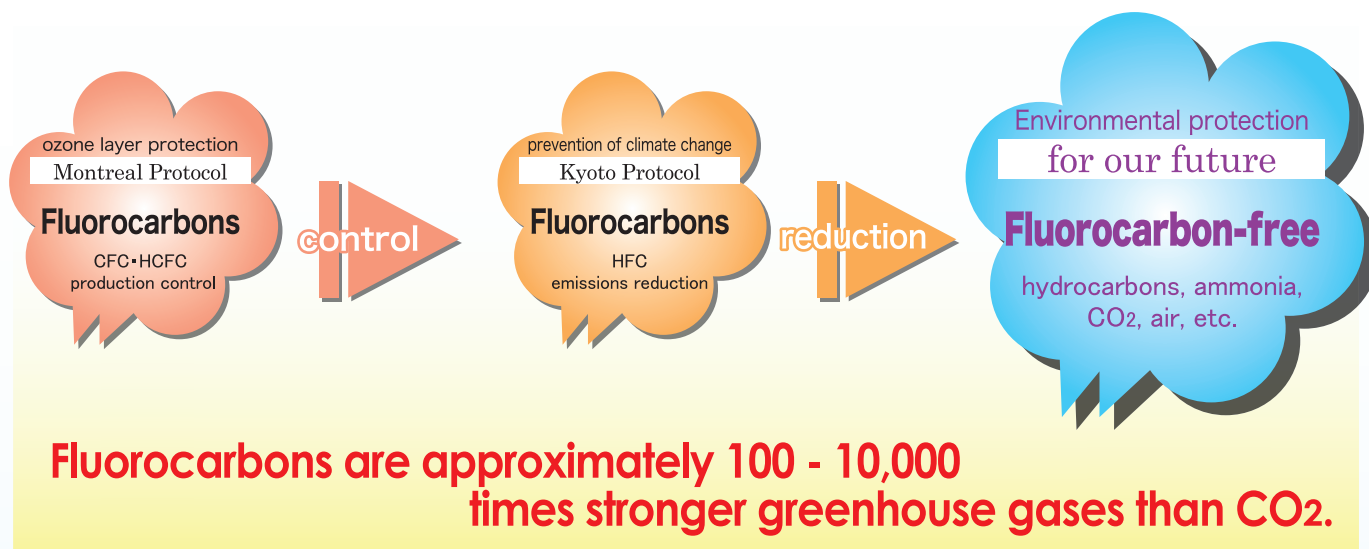 ozone layer protection
Montreal Protocol
Fluorocarbons
CFC・HCFC
production control
control
prevention of climate change
Kyoto Protocol
Fluorocarbons
HFC
emissions reduction
reduction
Environmental protection
for our future
Fluorocarbon-free
hydrocarbons, ammonia,
CO2, air, etc.
Fluorocarbons are approximately 100 - 10,000
times stronger greenhouse gases than CO2.